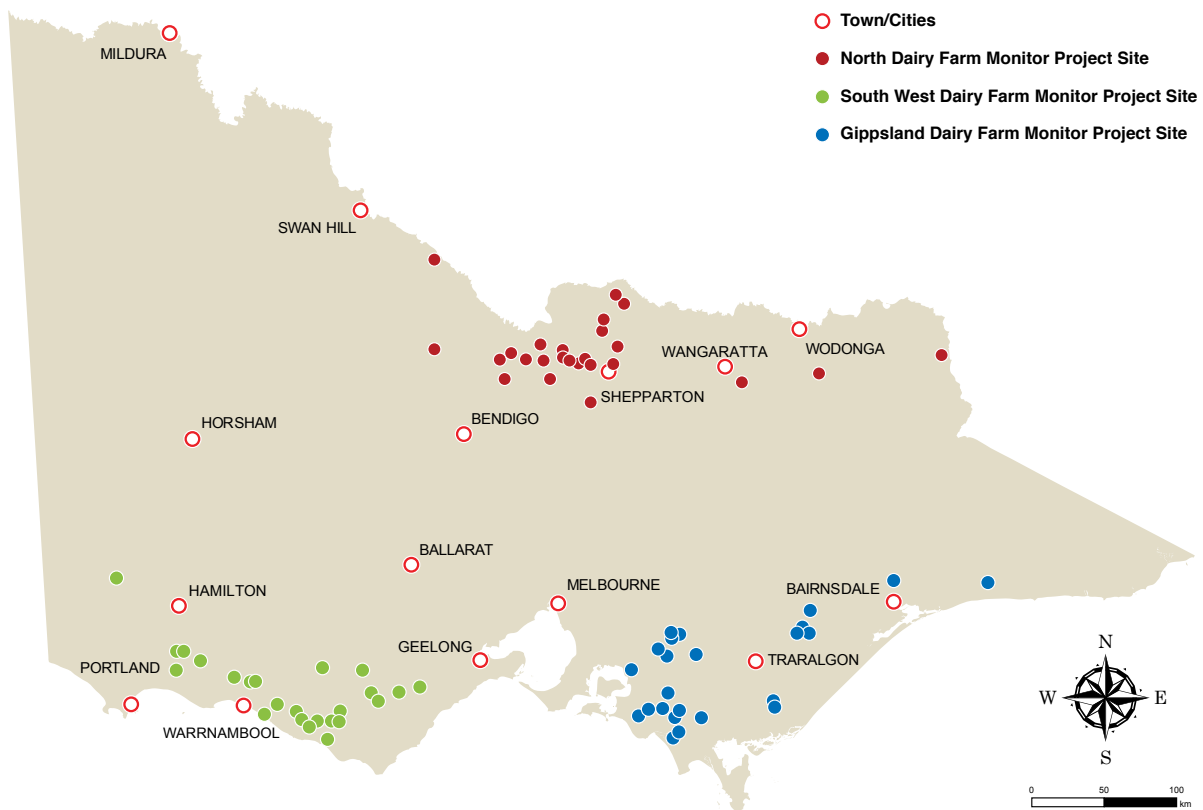 Town/Cities
North Dairy Farm Monitor Project Site
South West Dairy Farm Monitor Project Site
Gippsland Dairy Farm Monitor Project Site
MILDURA
SWAN HILL
WANGARATTA
WODONGA
SHEPPARTON
HORSHAM
BENDIGO
BALLARAT
HAMILTON
MELBOURNE
BAIRNSDALE
GEELONG
PORTLAND
TRARALGON
WARRNAMBOOL
N
W
E
S
0 50 100
km